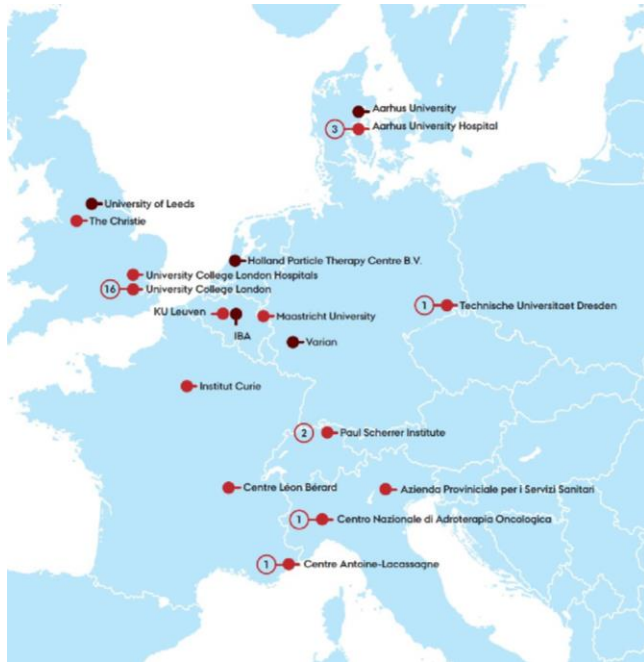 Aarhus University
3
Aarhus University Hospital
University of Leeds
The Christie
Holland Particle Therapy Centre B.V.
University College London Hospitals
16
University College London
1
Technische Universitaet Dresden
KU Leuven
IBA
Maastricht University
Varian
Institut Curie
2
Paul Scherrer Institute
Centre Léon Bérard
Azienda Proviniciale per i Servizi Sanitari
1
Centro Nazionale di Adroterapia Oncologica
1
Centre Antoine-Lacassagne